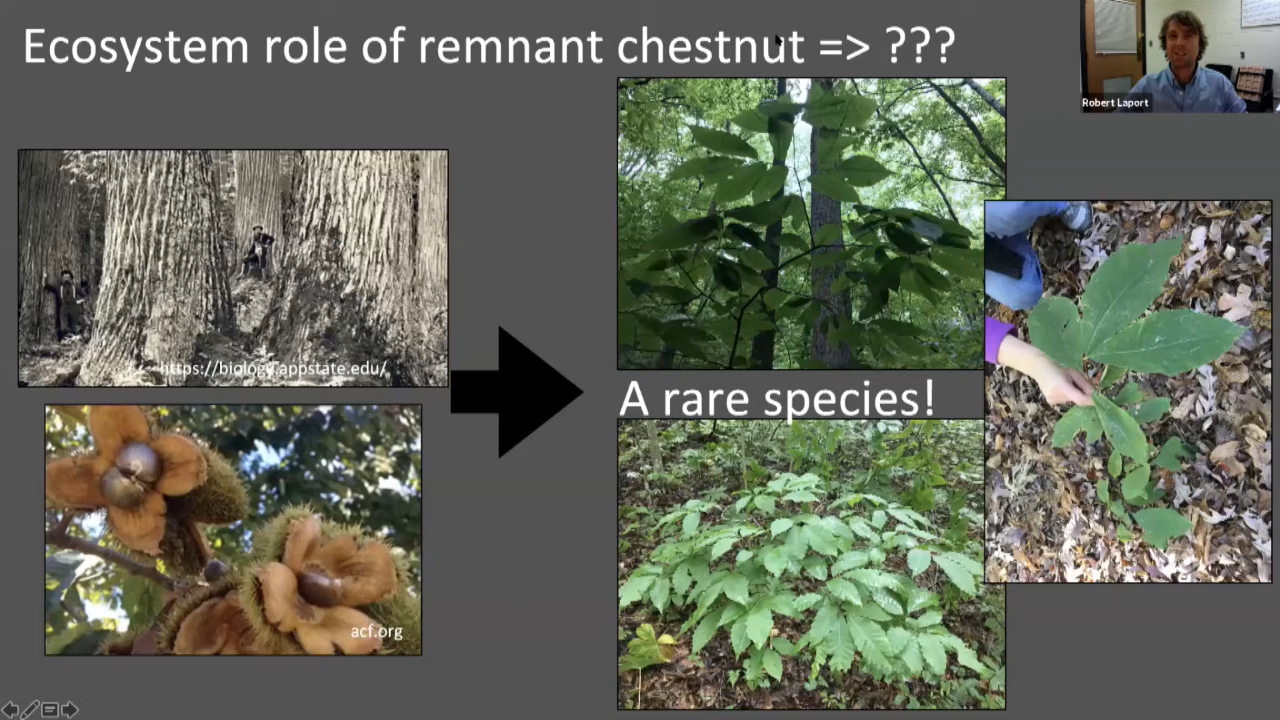 Ecosystem role of remnant chestnut => ???
Robert Laport
https://biology.appstate.edu/
A rare species!
acf.org